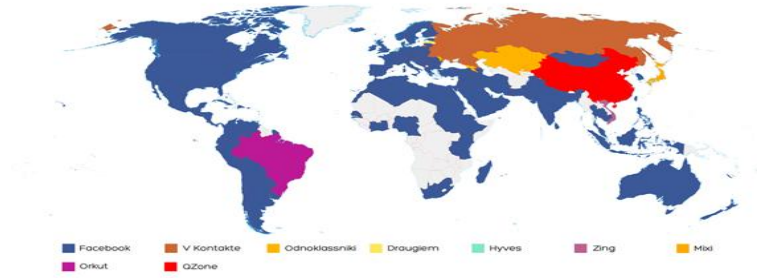 Facebook V Kontakte Odnoklassniki Draugiem Hyves Zing Mixi
Orkut QZone